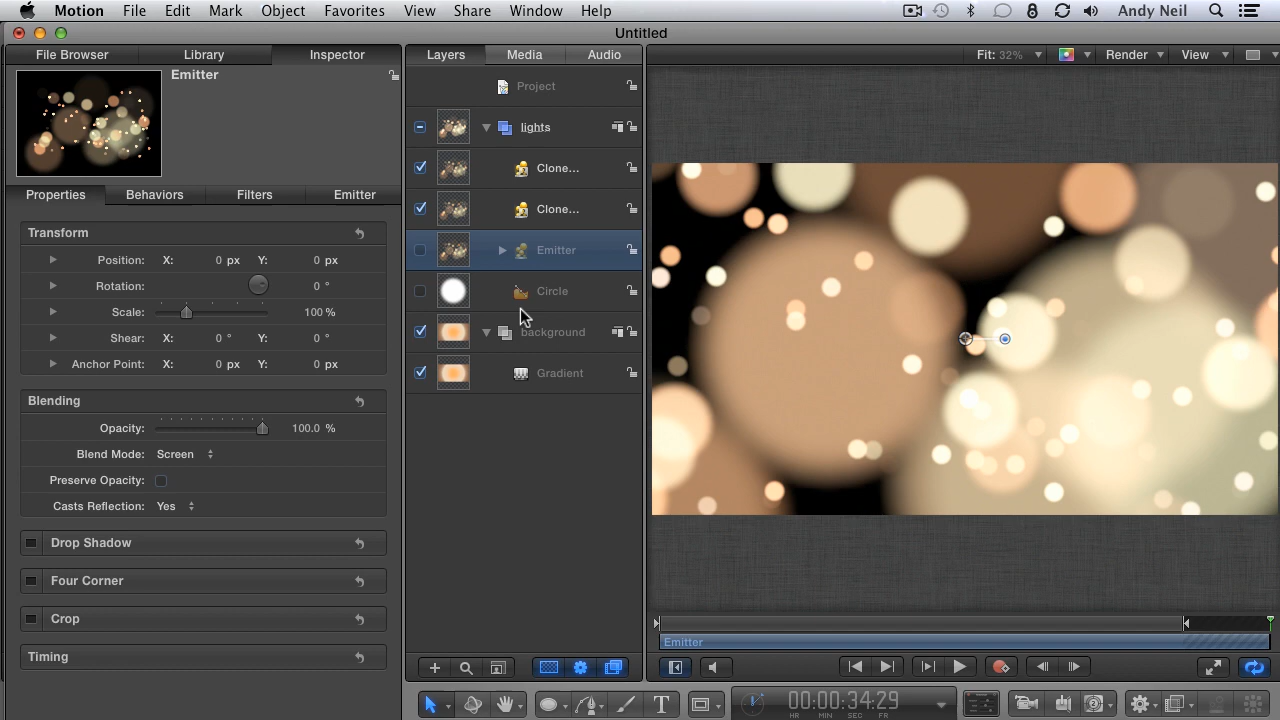 Motion File Edit Mark Object Favorites View Share Window Help Andy Neil
Untitled
File Browser Library Inspector Layers Media Audio Fit: 32% Render View
Emitter
Project
lights
Clone...
Clone...
Emitter
Circle
background
Gradient
Properties Behaviors Filters Emitter
Transform
Position: X: 0 px Y: 0 px
Rotation: 0 °
Scale: 100 %
Shear: X: 0 ° Y: 0 °
Anchor Point: X: 0 px Y: 0 px
Blending
Opacity: 100.0 %
Blend Mode: Screen
Preserve Opacity:
Casts Reflection: Yes
Drop Shadow
Four Corner
Crop
Timing
Emitter
T
00:00:34:29
HR MIN SEC FR